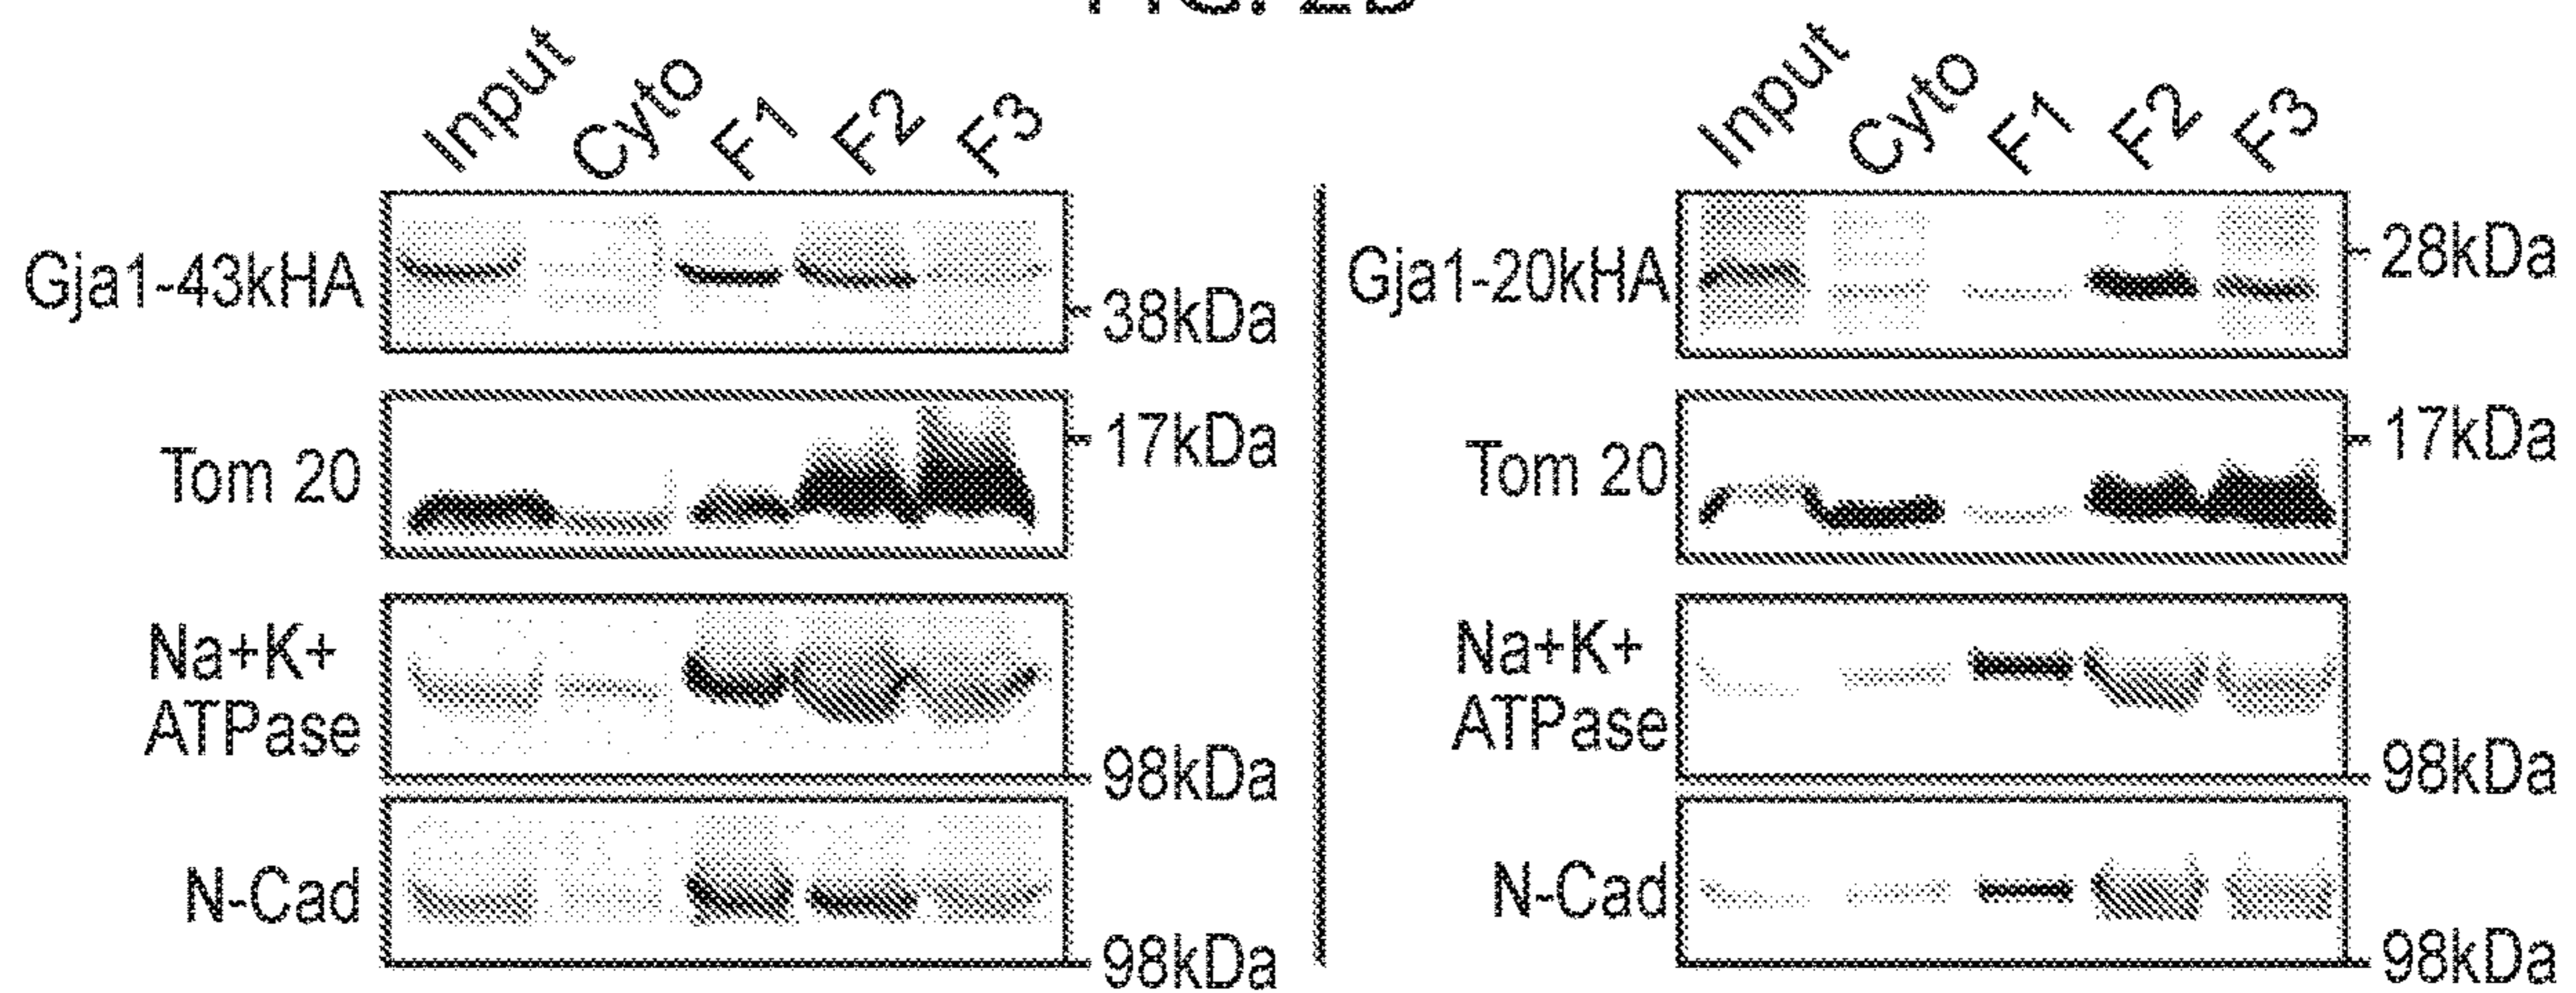 Input Cyto F1 F2 F3
Gja1-43kHA
38kDa
Tom 20
17kDa
Na+K+
ATPase
98kDa
N-Cad
98kDa
Input Cyto F1 F2 F3
Gja1-20kHA
28kDa
Tom 20
17kDa
Na+K+
ATPase
98kDa
N-Cad
98kDa